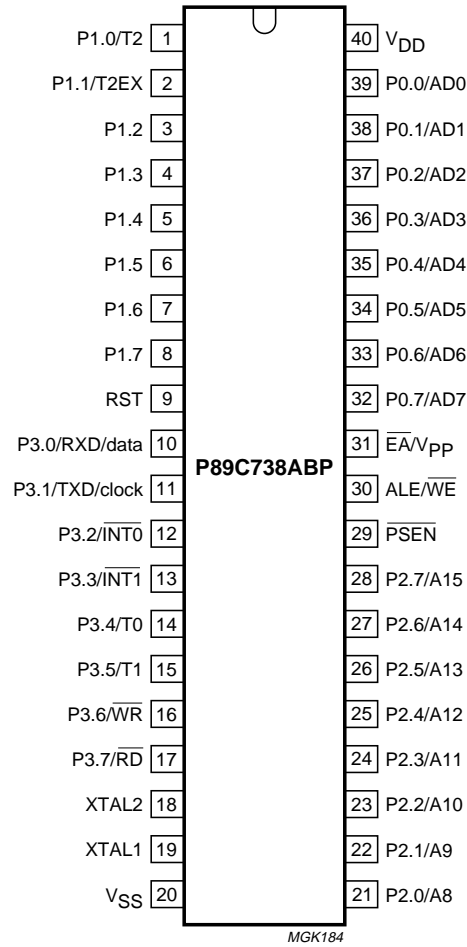 P1.0/T2 1 40 VDD
P1.1/T2EX 2 39 P0.0/AD0
P1.2 3 38 P0.1/AD1
P1.3 4 37 P0.2/AD2
P1.4 5 36 P0.3/AD3
P1.5 6 35 P0.4/AD4
P1.6 7 34 P0.5/AD5
P1.7 8 33 P0.6/AD6
RST 9 32 P0.7/AD7
P3.0/RXD/data 10 31 E̅A̅/VPP
P89C738ABP
P3.1/TXD/clock 11 30 ALE/W̅E̅
P3.2/I̅N̅T̅0̅ 12 29 P̅S̅E̅N̅
P3.3/I̅N̅T̅1̅ 13 28 P2.7/A15
P3.4/T0 14 27 P2.6/A14
P3.5/T1 15 26 P2.5/A13
P3.6/W̅R̅ 16 25 P2.4/A12
P3.7/R̅D̅ 17 24 P2.3/A11
XTAL2 18 23 P2.2/A10
XTAL1 19 22 P2.1/A9
VSS 20 21 P2.0/A8
MGK184